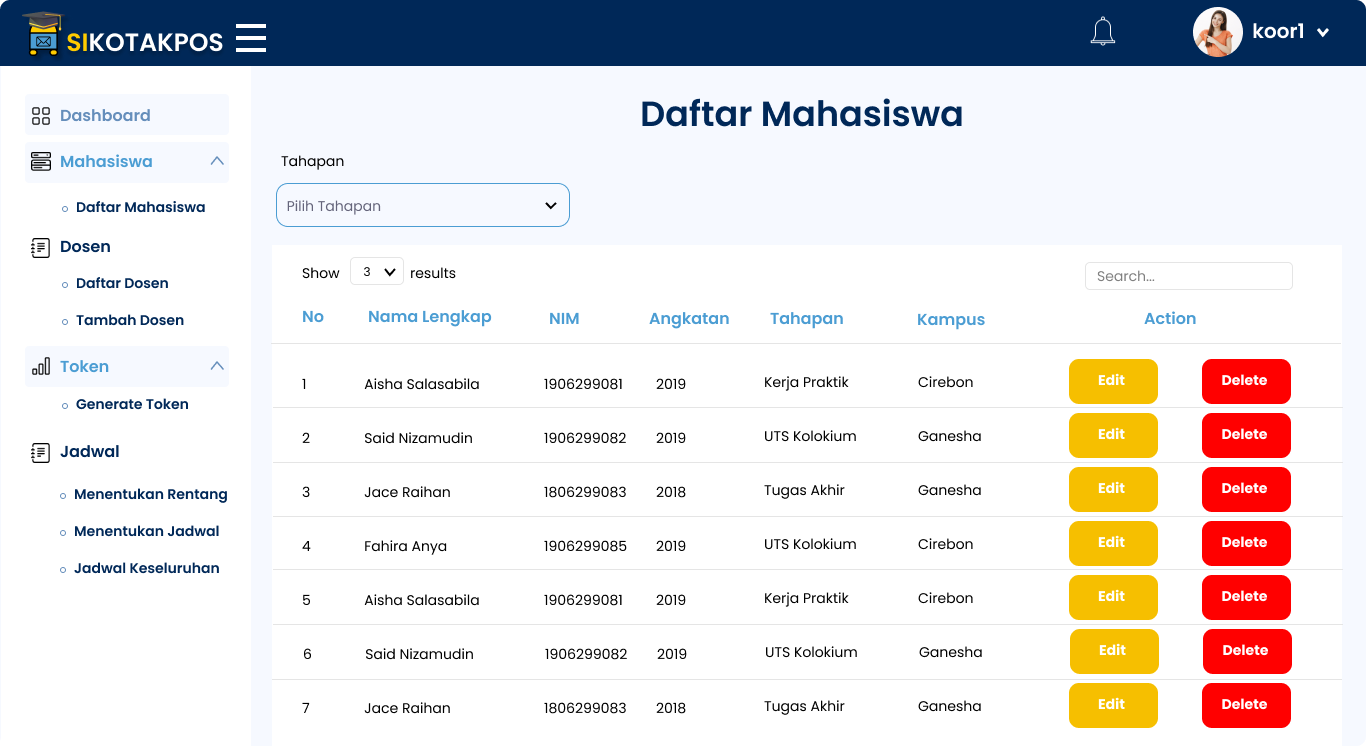 SIKOTAKPOS
koor1
Dashboard
Mahasiswa
Daftar Mahasiswa
Dosen
Daftar Dosen
Tambah Dosen
Token
Generate Token
Jadwal
Menentukan Rentang
Menentukan Jadwal
Jadwal Keseluruhan
Daftar Mahasiswa
Tahapan
Pilih Tahapan
Show 3 results
Search...
No Nama Lengkap NIM Angkatan Tahapan Kampus Action
1 Aisha Salasabila 1906299081 2019 Kerja Praktik Cirebon Edit Delete
2 Said Nizamudin 1906299082 2019 UTS Kolokium Ganesha Edit Delete
3 Jace Raihan 1806299083 2018 Tugas Akhir Ganesha Edit Delete
4 Fahira Anya 1906299085 2019 UTS Kolokium Cirebon Edit Delete
5 Aisha Salasabila 1906299081 2019 Kerja Praktik Cirebon Edit Delete
6 Said Nizamudin 1906299082 2019 UTS Kolokium Ganesha Edit Delete
7 Jace Raihan 1806299083 2018 Tugas Akhir Ganesha Edit Delete